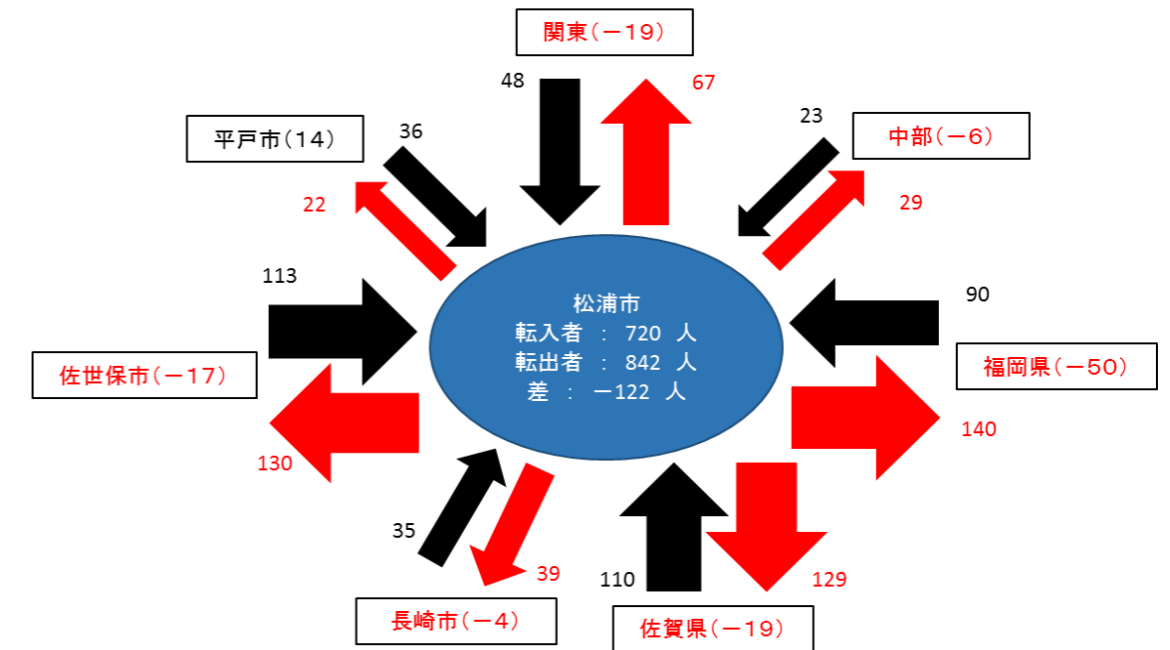 関東(－19)
48
67
23
中部(－6)
平戸市(14)
36
22
29
113
90
松浦市
転入者 ： 720 人
転出者 ： 842 人
差 ： －122 人
佐世保市(－17)
福岡県(－50)
130
140
35
39
110
129
長崎市(－4)
佐賀県(－19)